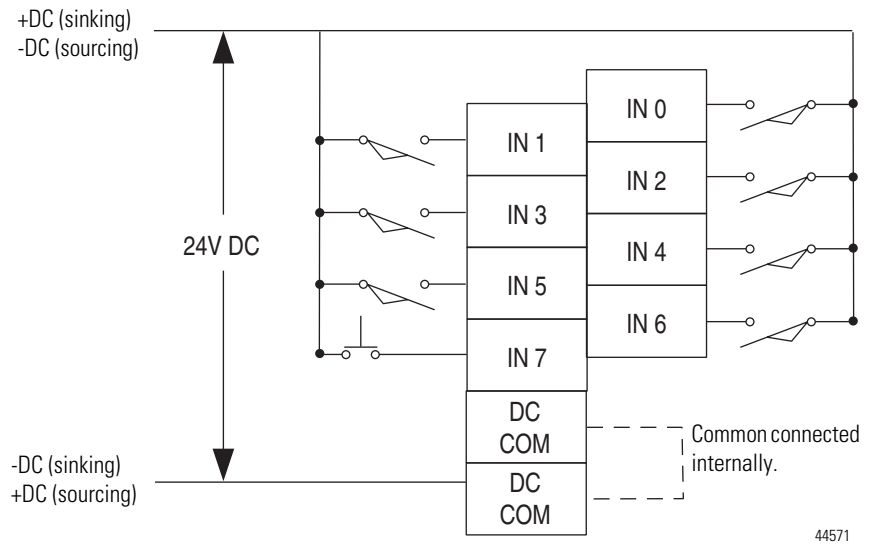 +DC (sinking)
-DC (sourcing)
IN 0
IN 1
IN 2
IN 3
24V DC
IN 4
IN 5
IN 6
IN 7
DC
COM
Common connected
internally.
-DC (sinking)
+DC (sourcing)
DC
COM
44571